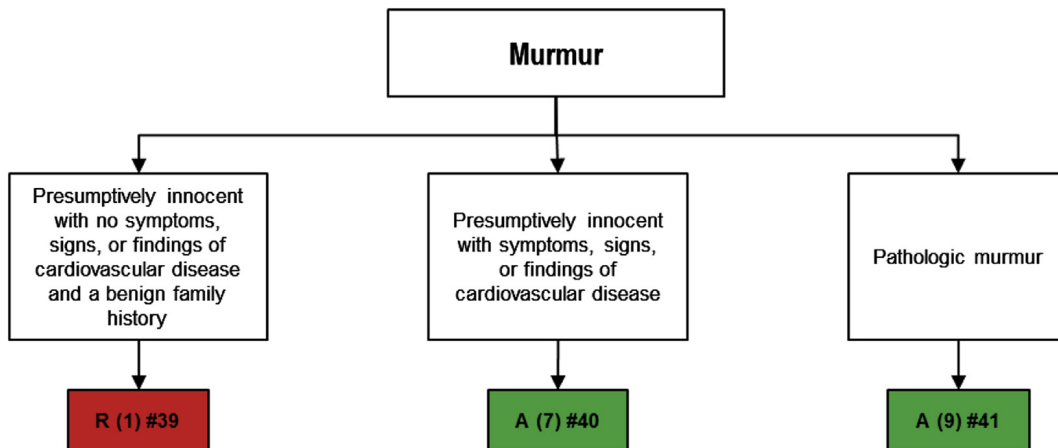 Murmur
Presumptively innocent
with no symptoms,
signs, or findings of
cardiovascular disease
and a benign family
history
Presumptively innocent
with symptoms, signs,
or findings of
cardiovascular disease
Pathologic murmur
R (1) #39
A (7) #40
A (9) #41